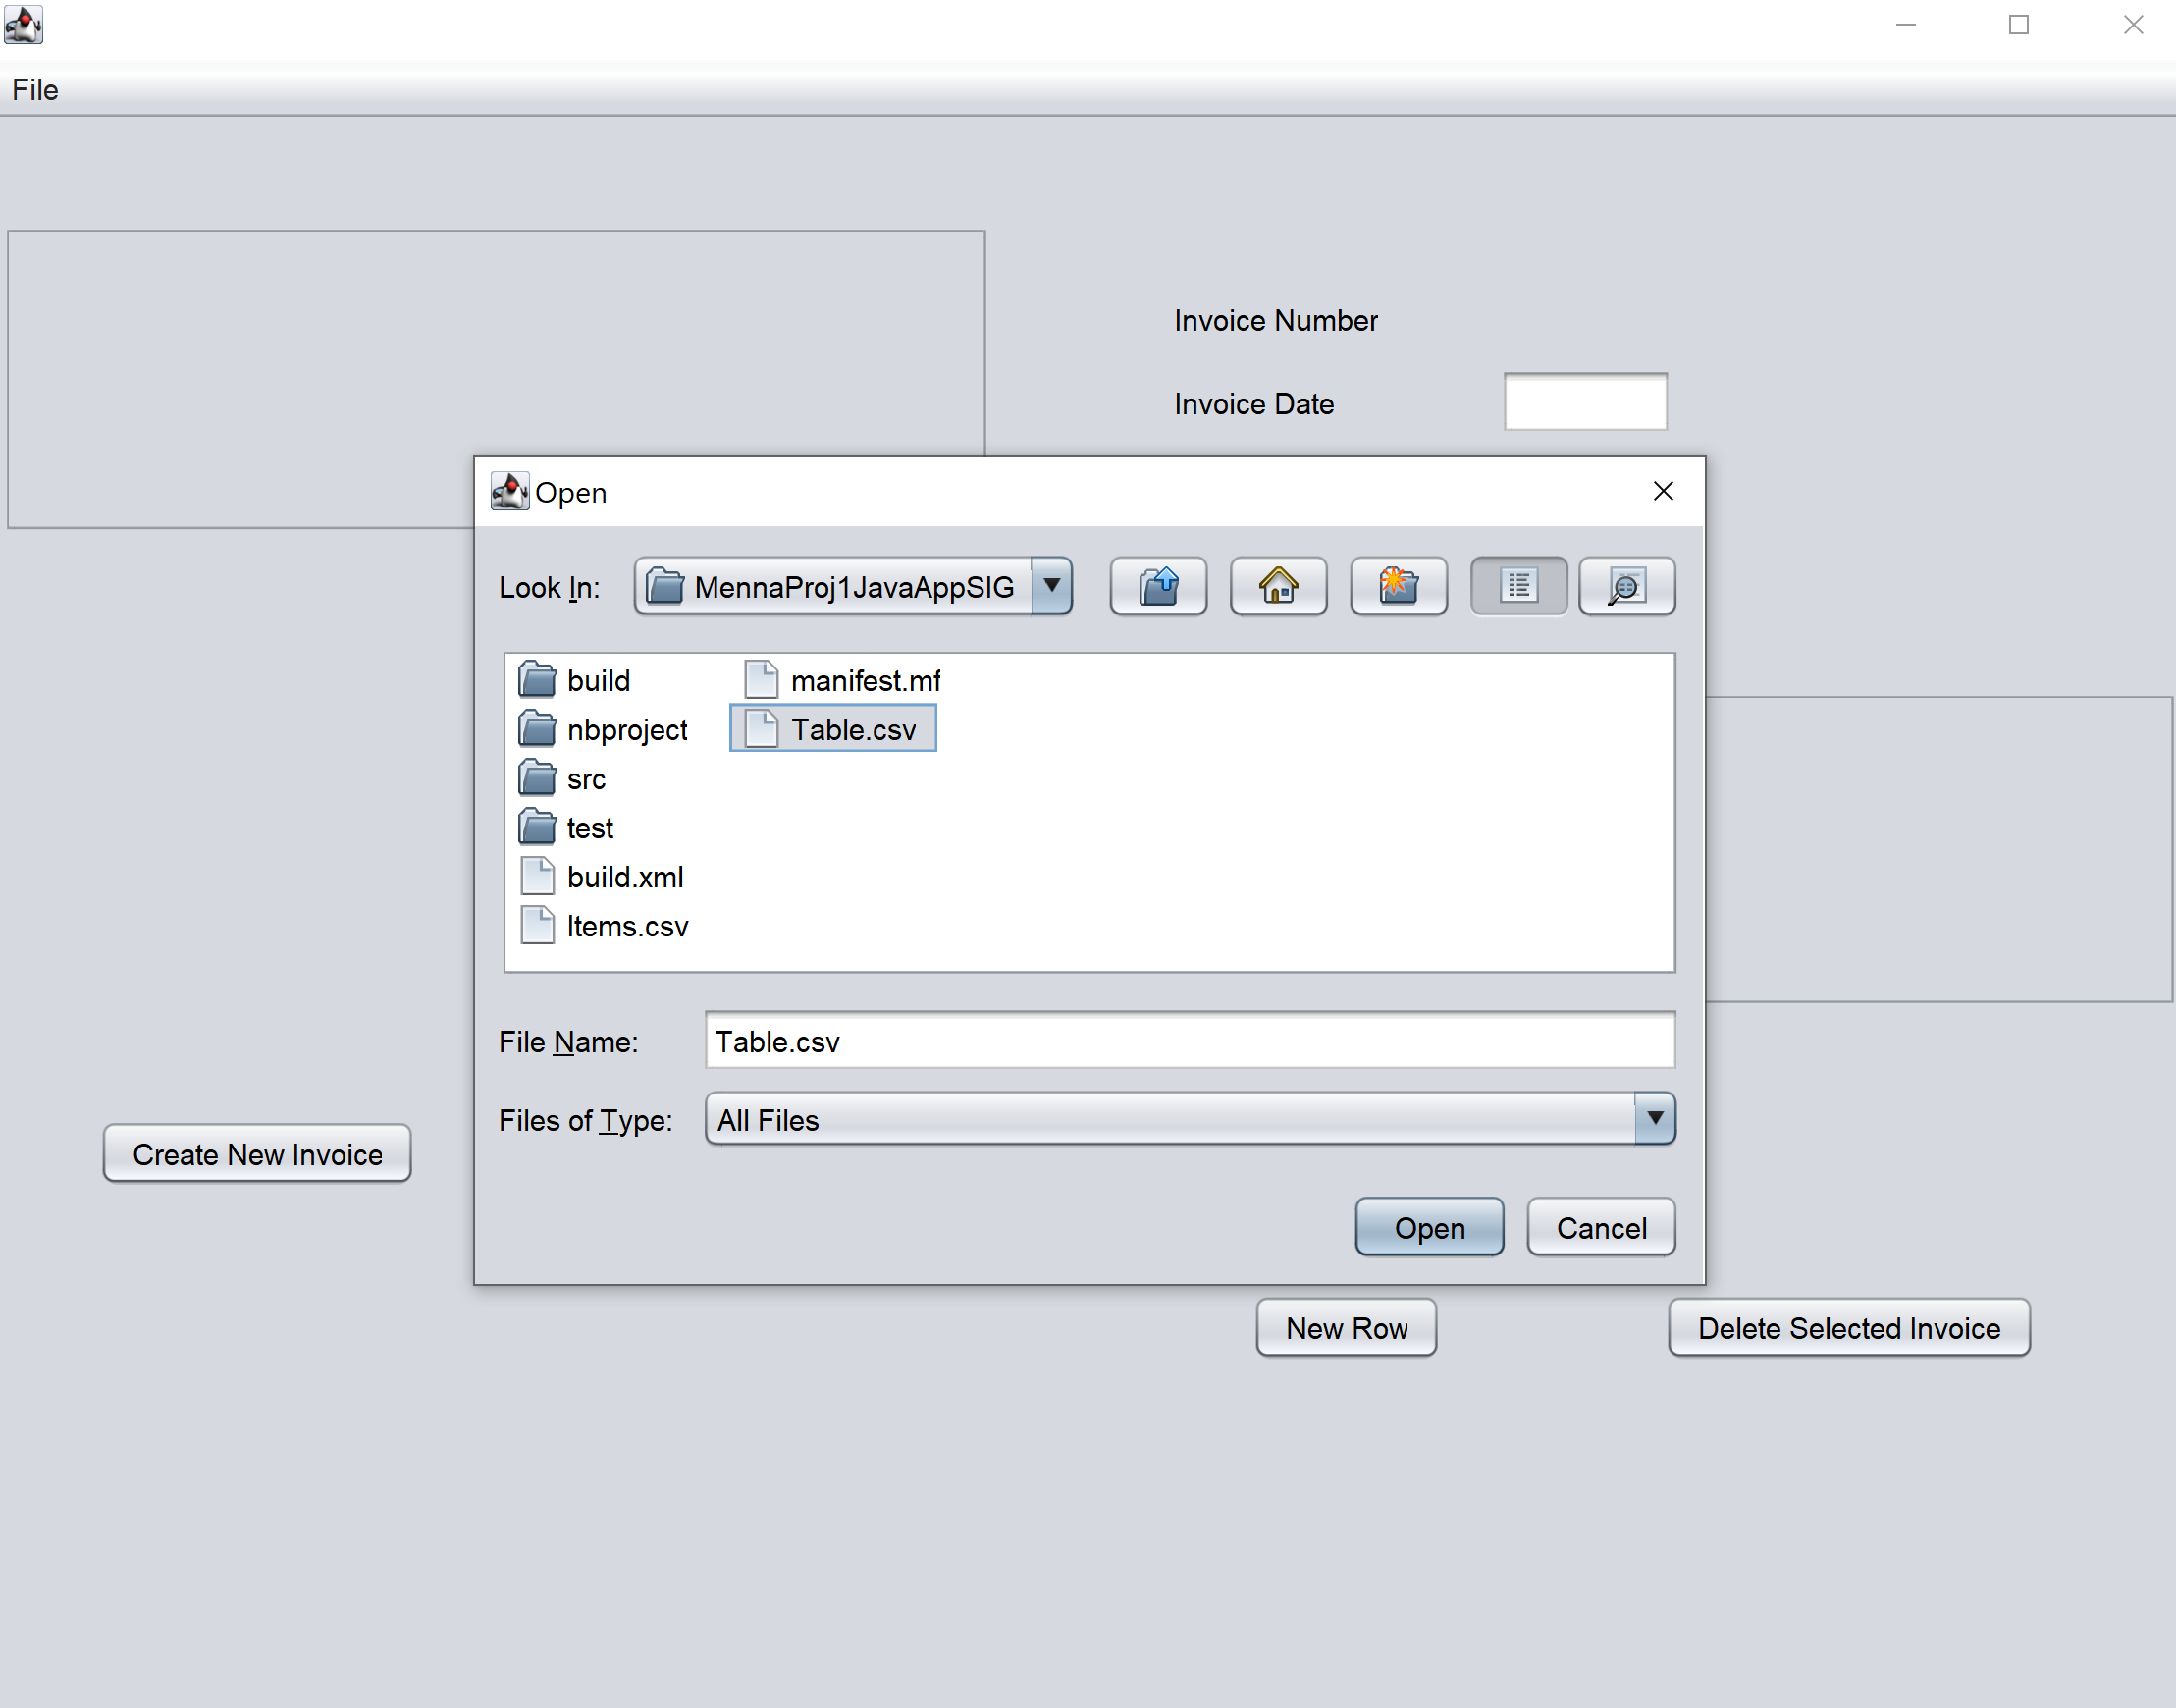 File
Invoice Number
Invoice Date
Open
Look In: MennaProj1JavaAppSIG
build
nbproject
src
test
build.xml
Items.csv
manifest.mf
Table.csv
File Name: Table.csv
Files of Type: All Files
Open Cancel
Create New Invoice
New Row Delete Selected Invoice